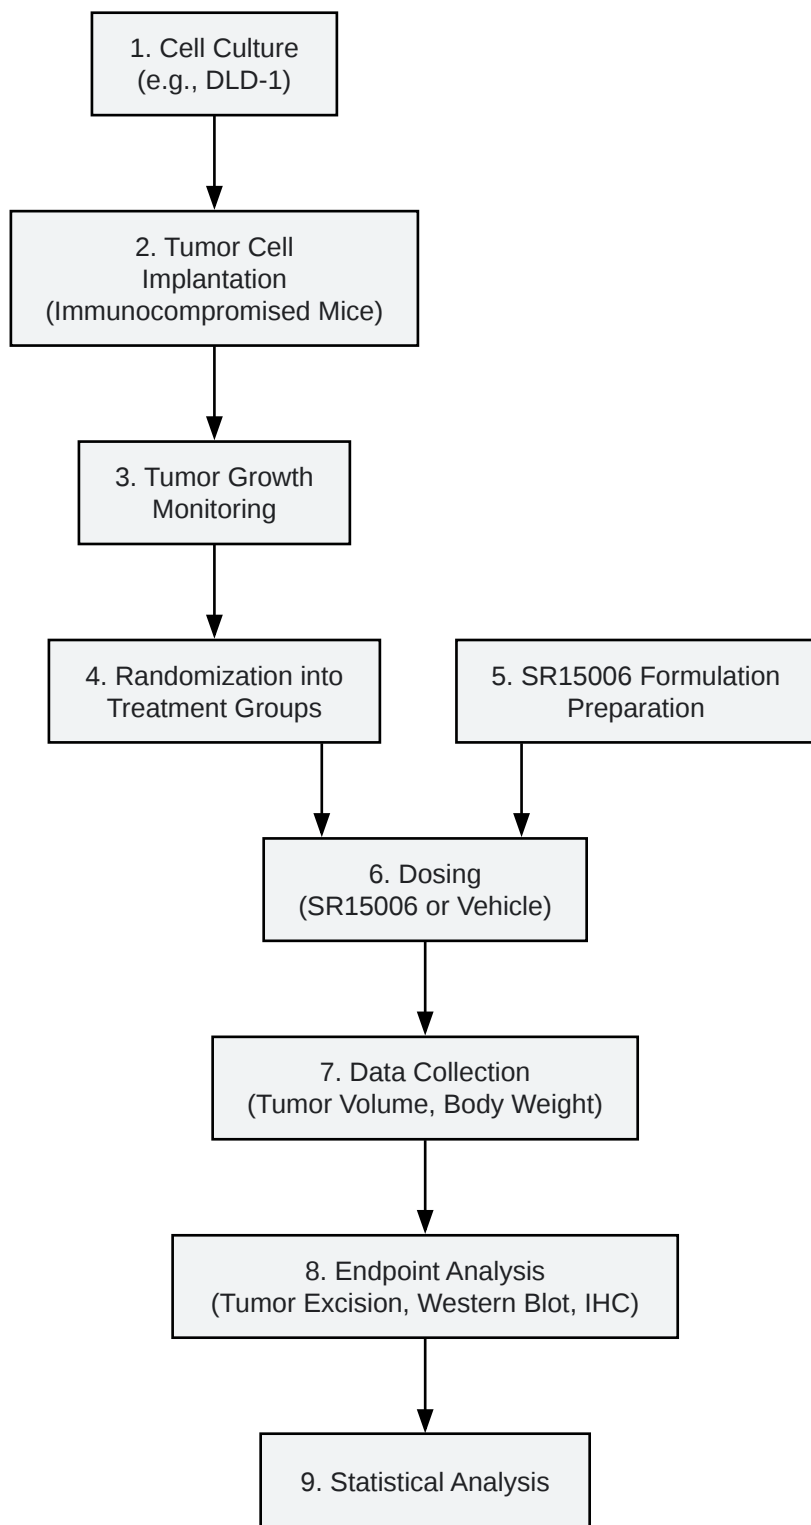 1. Cell Culture
(e.g., DLD-1)
2. Tumor Cell
Implantation
(Immunocompromised Mice)
3. Tumor Growth
Monitoring
4. Randomization into
Treatment Groups
5. SR15006 Formulation
Preparation
6. Dosing
(SR15006 or Vehicle)
7. Data Collection
(Tumor Volume, Body Weight)
8. Endpoint Analysis
(Tumor Excision, Western Blot, IHC)
9. Statistical Analysis